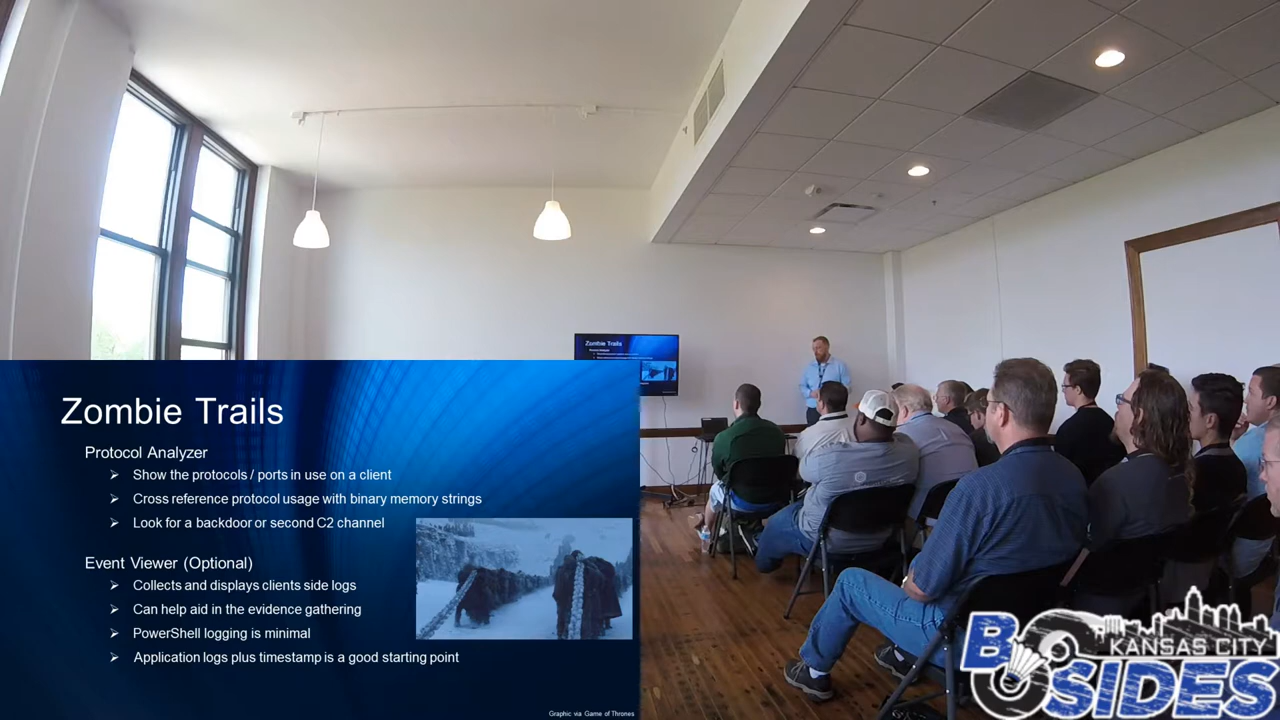 Zombie Trails
Zombie Trails
Protocol Analyzer
Show the protocols / ports in use on a client
Cross reference protocol usage with binary memory strings
Look for a backdoor or second C2 channel
Event Viewer (Optional)
Collects and displays clients side logs
Can help aid in the evidence gathering
PowerShell logging is minimal
Application logs plus timestamp is a good starting point
Graphic via Game of Thrones
KANSAS CITY
BSIDES